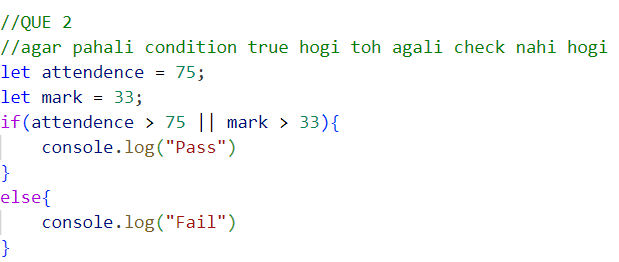 //QUE 2
//agar pahali condition true hogi toh agali check nahi hogi
let attendence = 75;
let mark = 33;
if(attendence > 75 || mark > 33){
    console.log("Pass")
}
else{
    console.log("Fail")
}